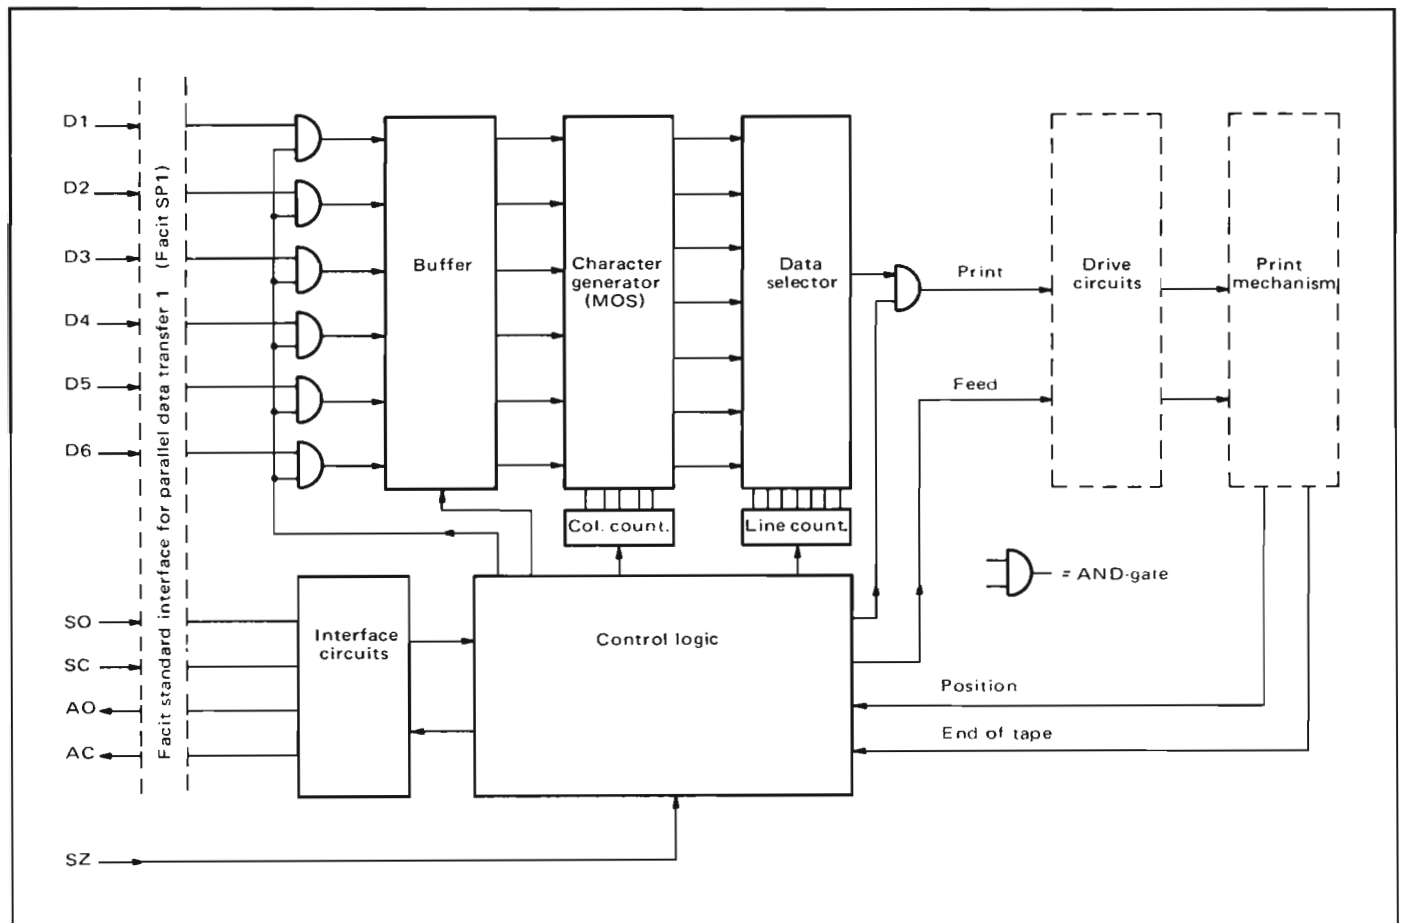 D1
D2
D3
D4
D5
D6
SO
SC
AO
AC
SZ
Facit standard interface for parallel data transfer 1 (Facit SP1)
Buffer
Character
generator
(MOS)
Data
selector
Print
Drive
circuits
Print
mechanism
Feed
Col. count.
Line count.
= AND-gate
Interface
circuits
Control logic
Position
End of tape